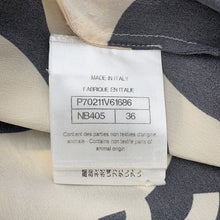 MADE IN ITALY
FABRIQUE EN ITALIE
P70211V61686
NB405 36
Contient des parties non textiles d'origine
animale - Contains non textile parts of
animal origin